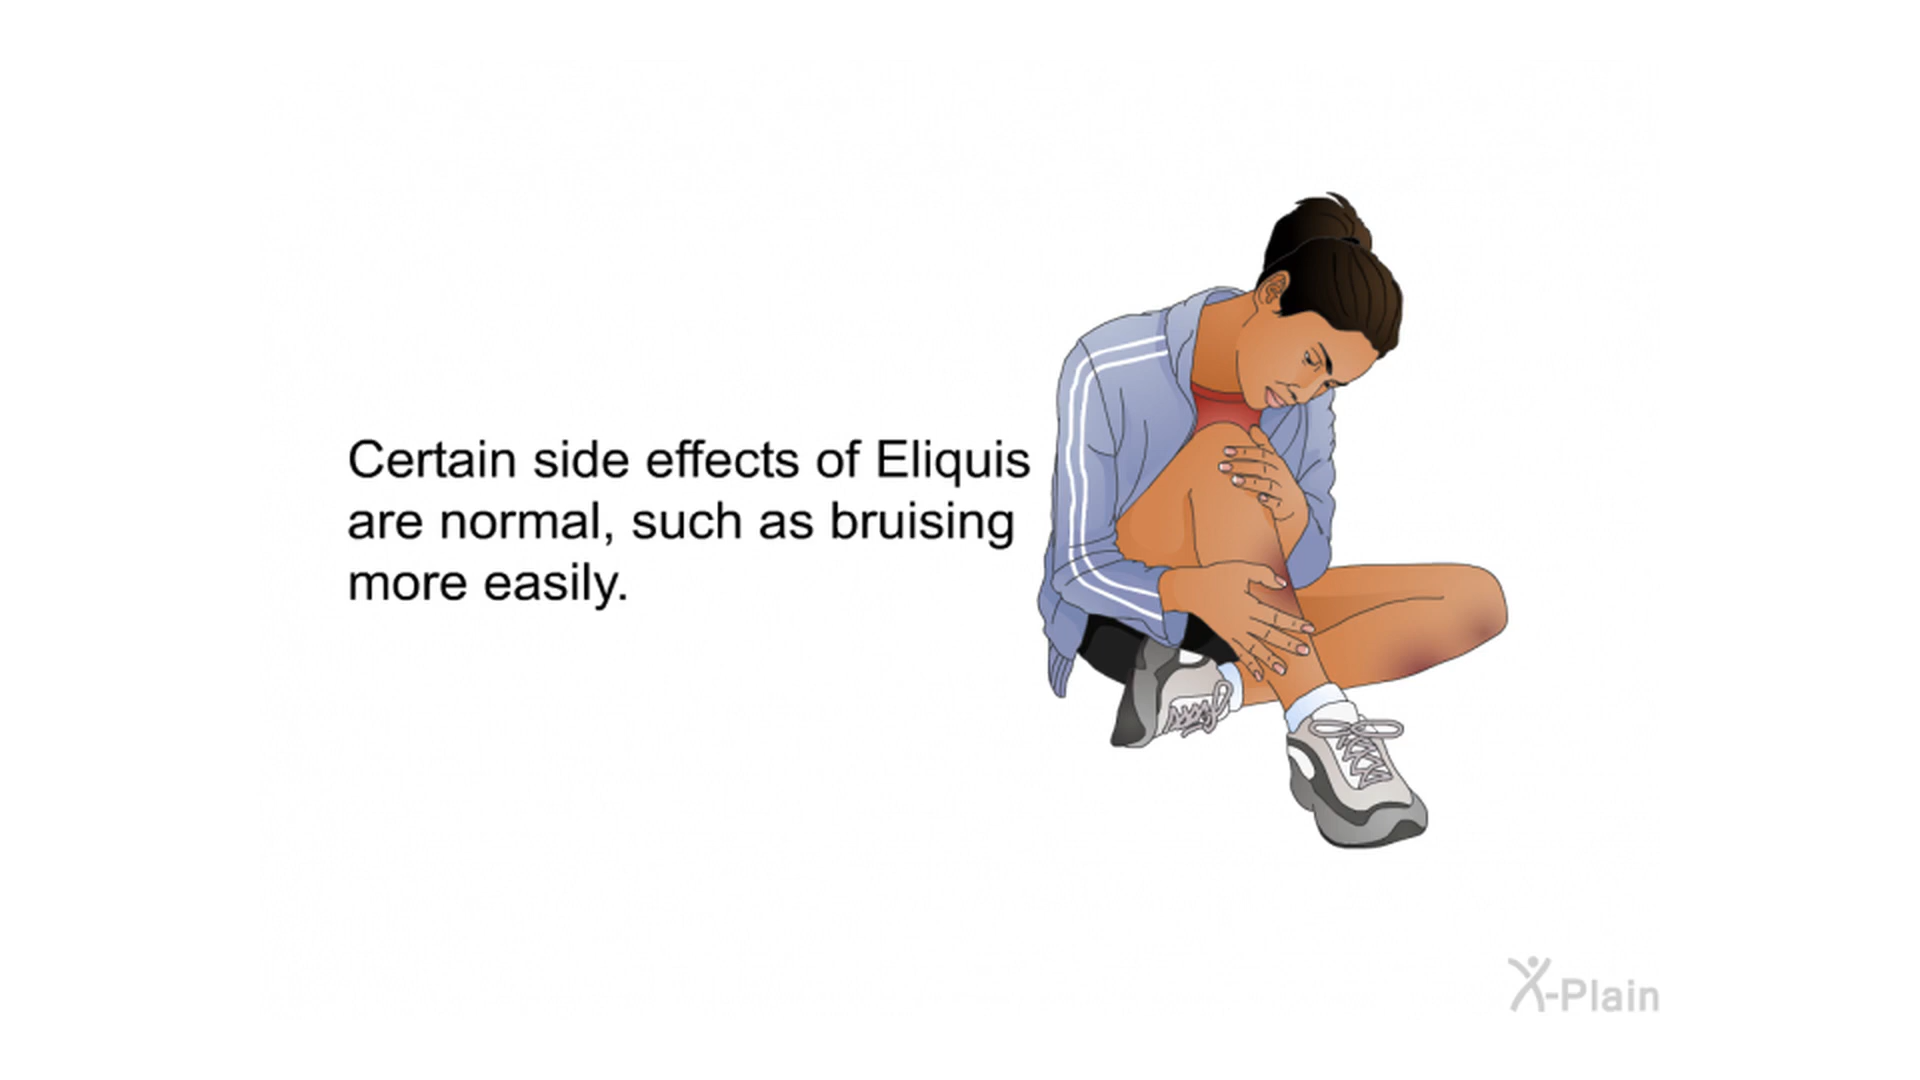 Certain side effects of Eliquis
are normal, such as bruising
more easily.
X-Plain